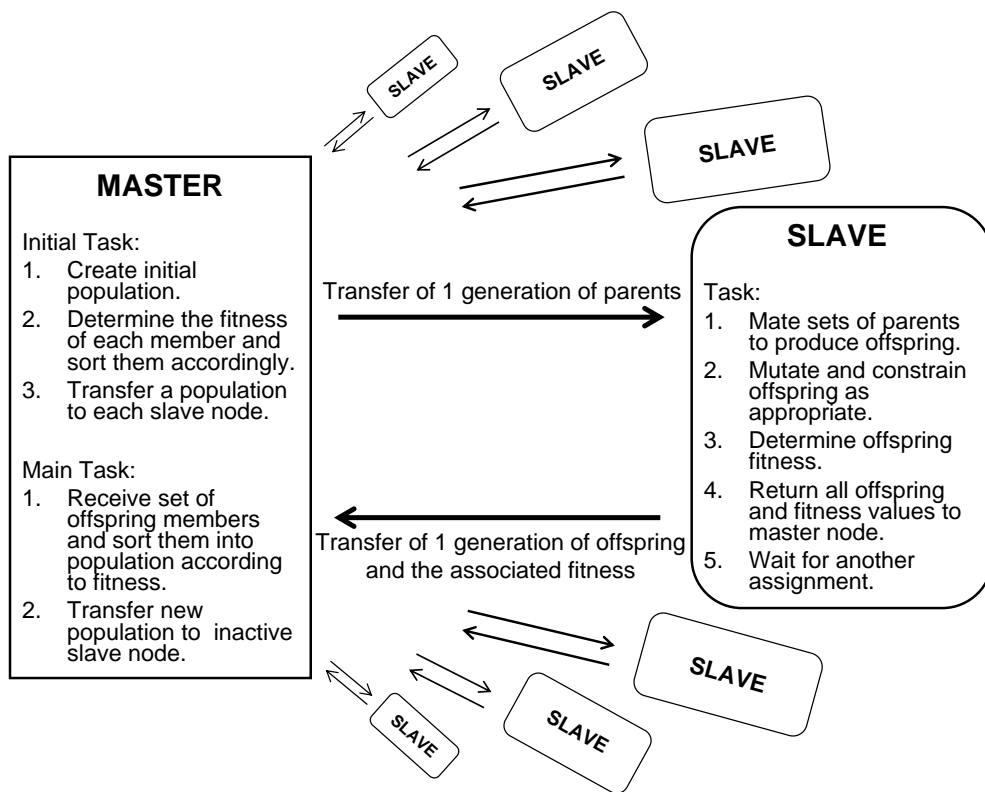 SLAVE
SLAVE
SLAVE
MASTER
Initial Task:
1. Create initial
population.
2. Determine the fitness
of each member and
sort them accordingly.
3. Transfer a population
to each slave node.
Main Task:
1. Receive set of
offspring members
and sort them into
population according
to fitness.
2. Transfer new
population to inactive
slave node.
Transfer of 1 generation of parents
Transfer of 1 generation of offspring
and the associated fitness
SLAVE
Task:
1. Mate sets of parents
to produce offspring.
2. Mutate and constrain
offspring as
appropriate.
3. Determine offspring
fitness.
4. Return all offspring
and fitness values to
master node.
5. Wait for another
assignment.
SLAVE
SLAVE
SLAVE